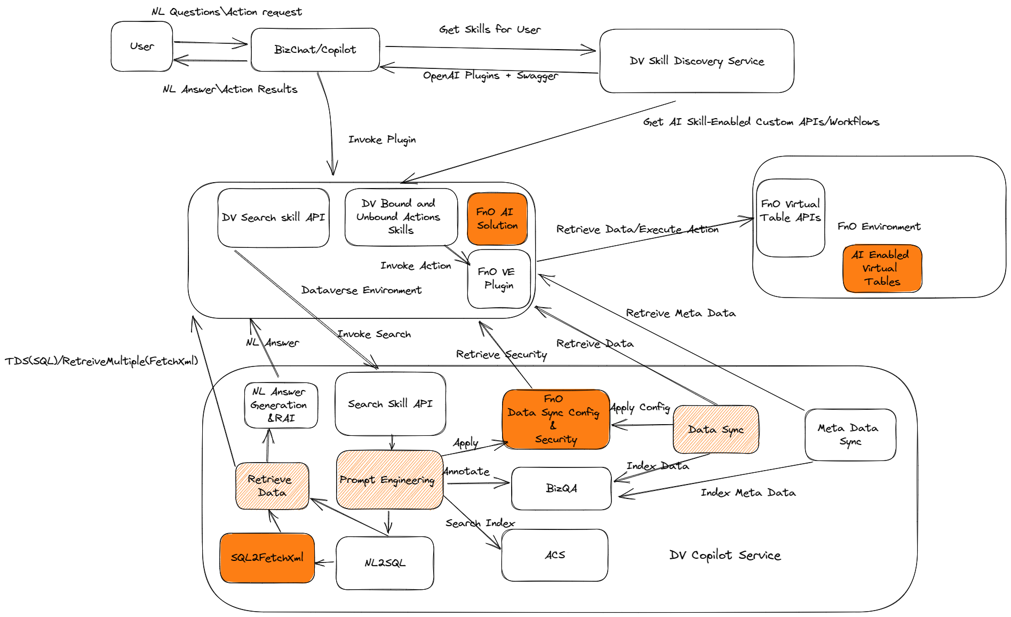 NL Questions\Action request
User
BizChat/Copilot
Get Skills for User
DV Skill Discovery Service
OpenAI Plugins + Swagger
NL Answer\Action Results
Get AI Skill-Enabled Custom APIs/Workflows
Invoke Plugin
DV Search skill API
DV Bound and
Unbound Actions
Skills
FnO AI
Solution
Invoke Action
FnO VE
Plugin
Dataverse Environment
Retrieve Data/Execute Action
FnO Virtual
Table APIs
FnO Environment
AI Enabled
Virtual
Tables
Invoke Search
NL Answer
TDS(SQL)/RetreiveMultiple(FetchXml)
Retrieve Security
Retrieve Data
Retreive Meta Data
NL Answer
Generation
&RAI
Search Skill API
FnO
Data Sync Config
&
Security
Apply Config
Data Sync
Meta Data
Sync
Apply
Annotate
Retrieve
Data
Prompt Engineering
BizQA
Index Data
Index Meta Data
Search Index
SQL2FetchXml
NL2SQL
ACS
DV Copilot Service